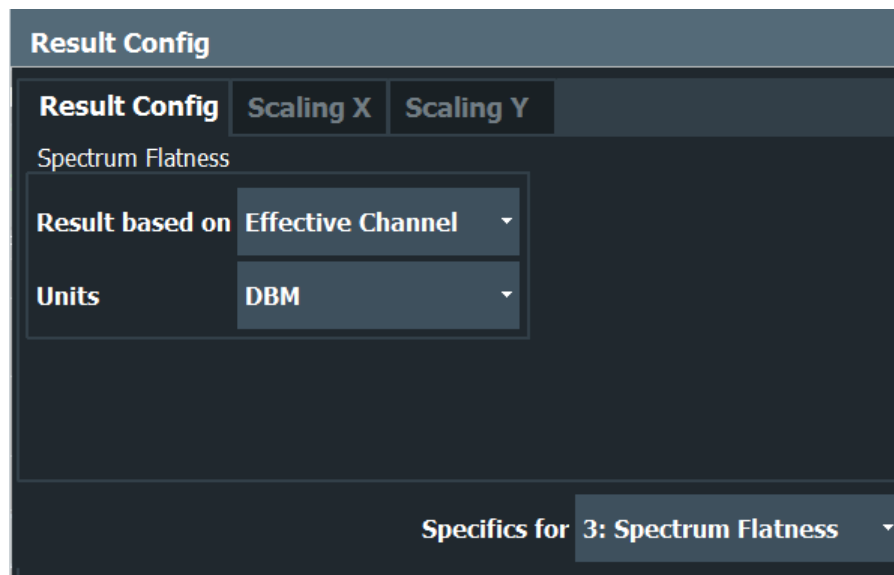 Result Config
Result Config Scaling X Scaling Y
Spectrum Flatness
Result based on Effective Channel
Units DBM
Specifics for 3: Spectrum Flatness